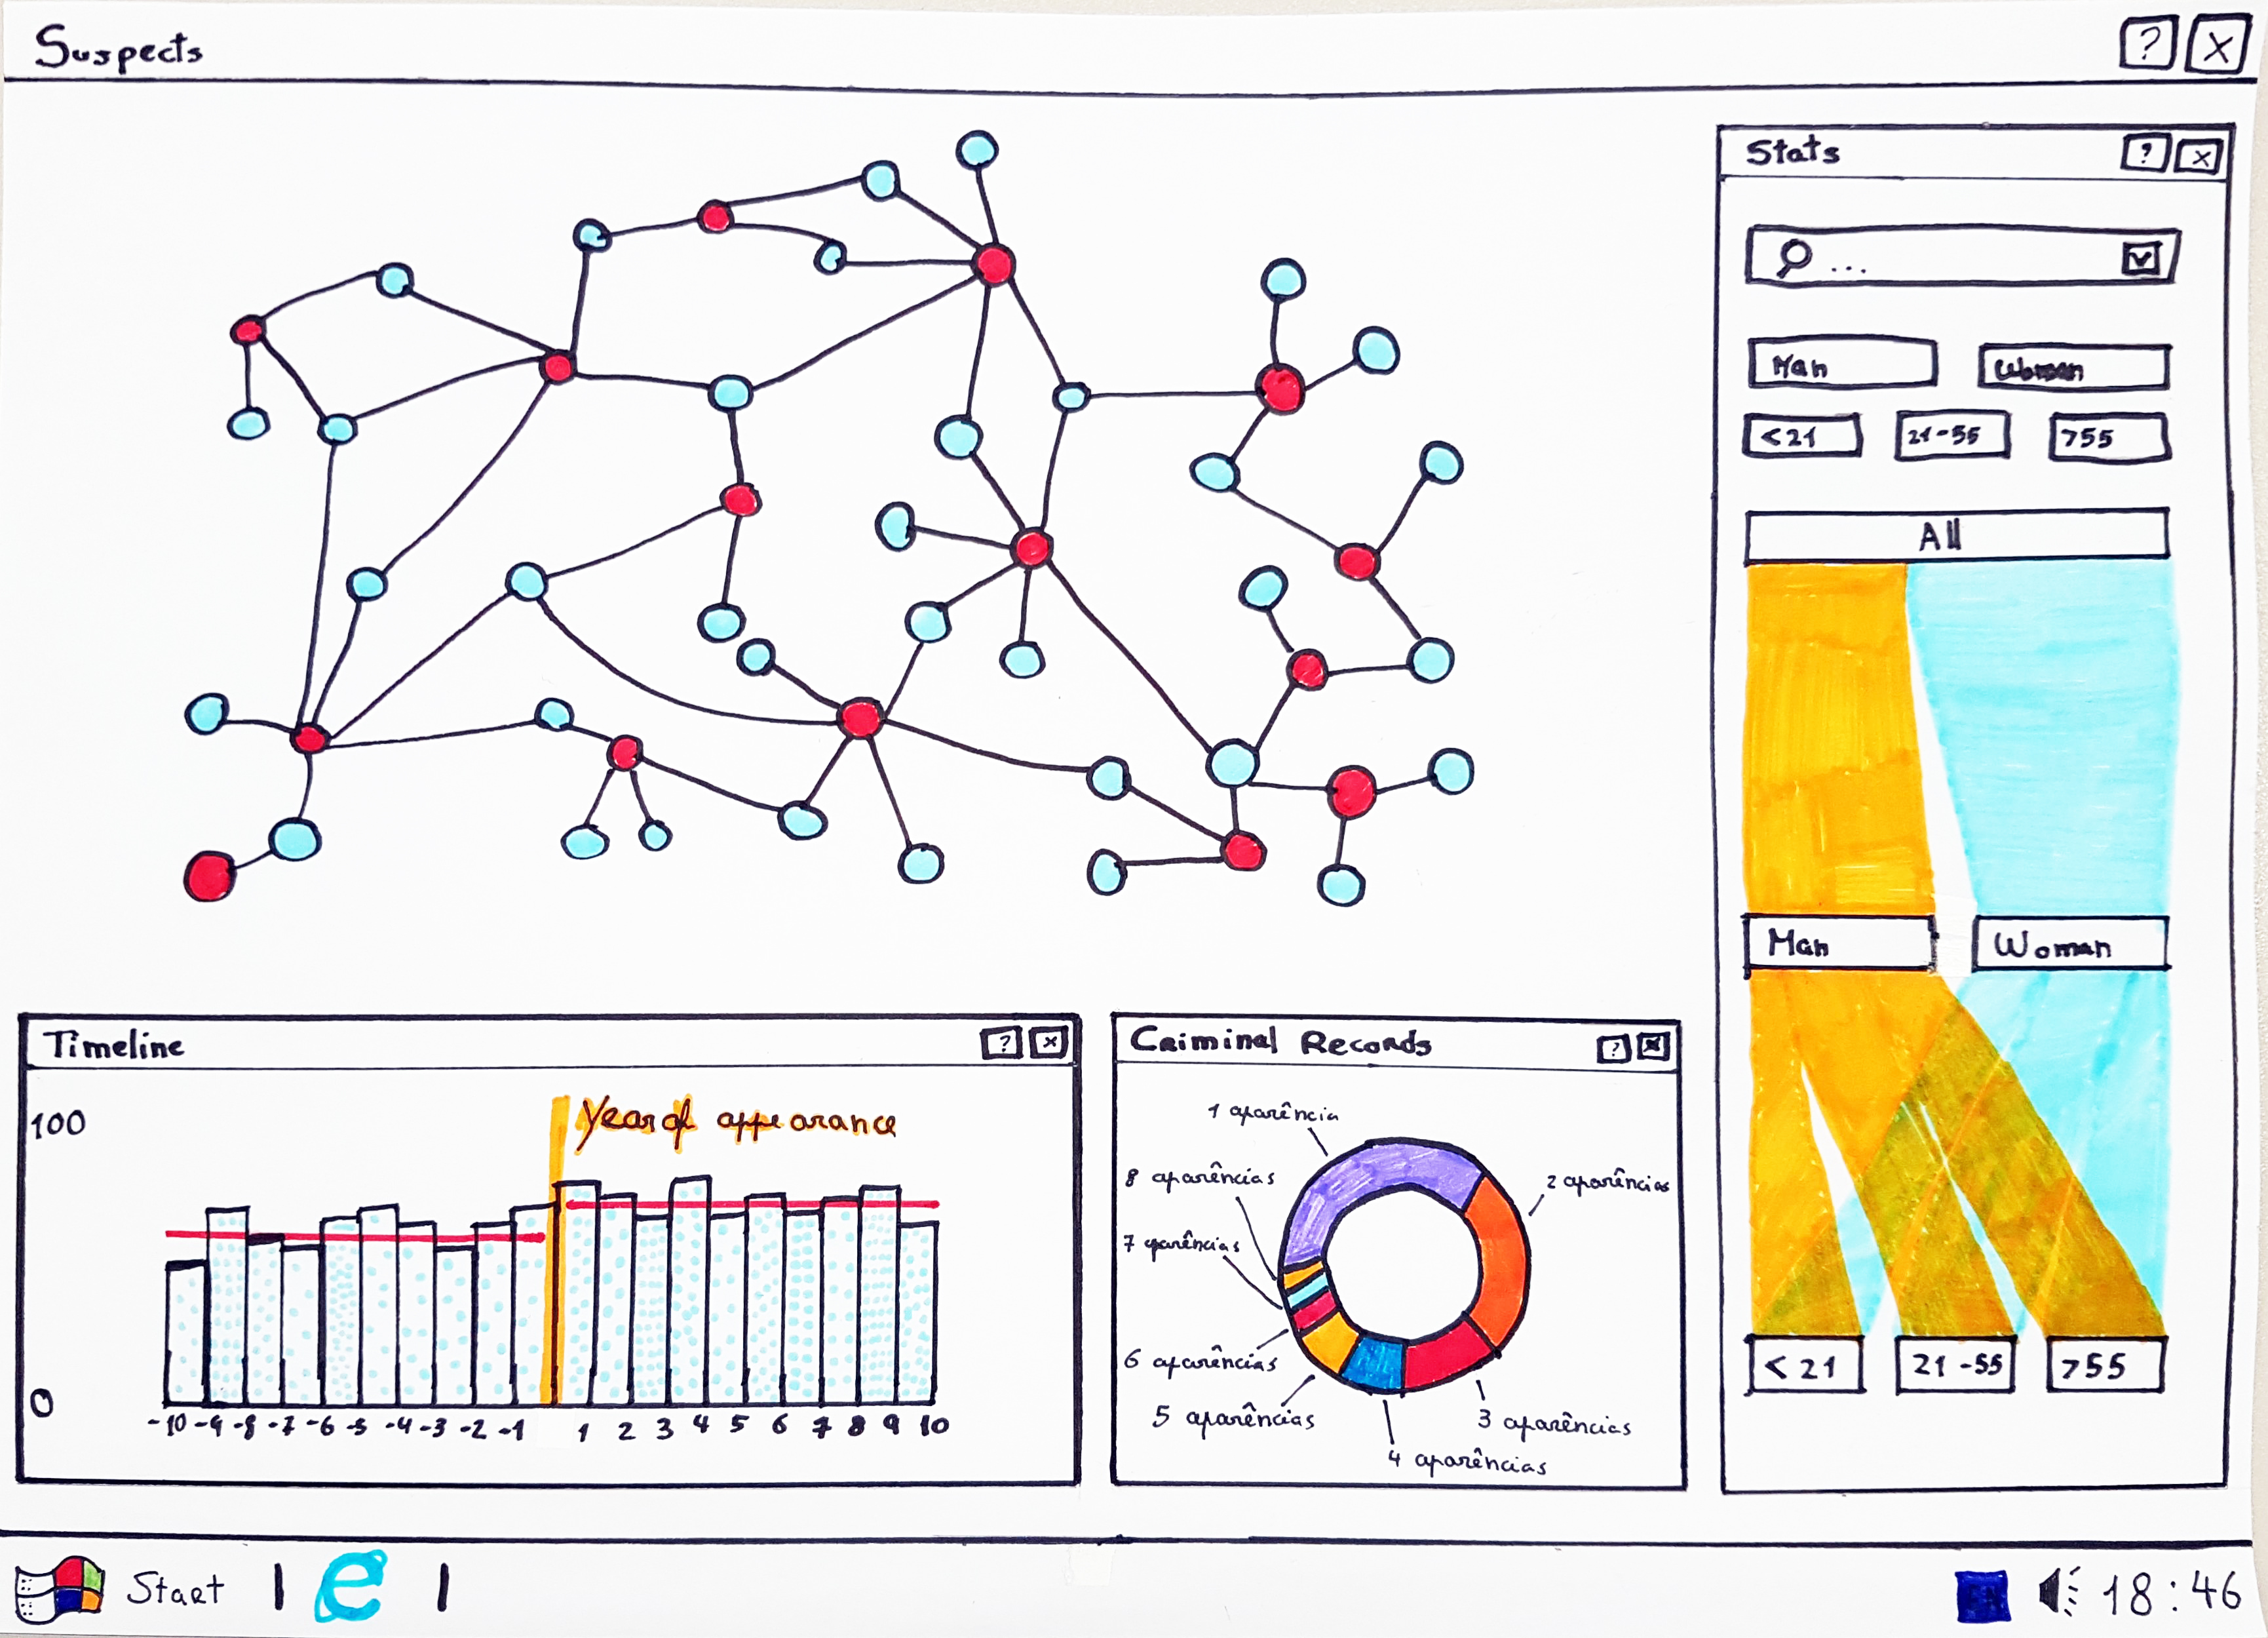 Suspects
? X
Stats
? X
...
Man Woman
<21 21-55 >55
All
Man Woman
<21 21-55 >55
Timeline
? X
100
Year of appearance
0
-10 -9 -8 -7 -6 -5 -4 -3 -2 -1 1 2 3 4 5 6 7 8 9 10
Criminal Records
? X
1 aparência
8 aparências
2 aparências
7 aparências
6 aparências
5 aparências
3 aparências
4 aparências
Start | e |
18:46